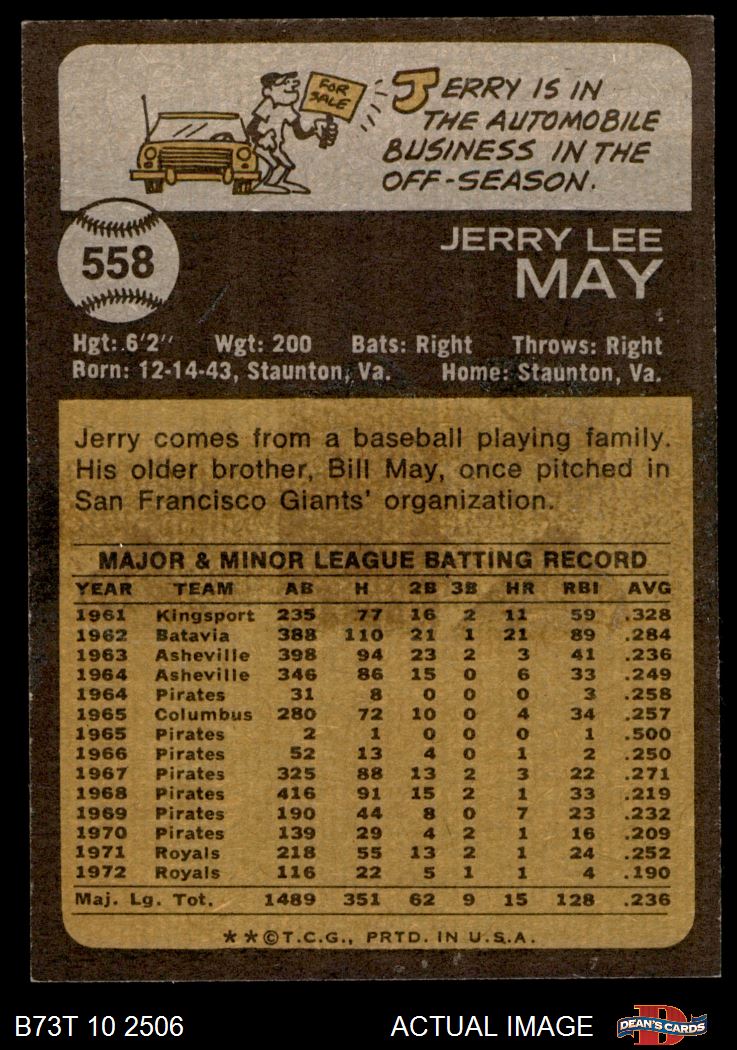 FOR
SALE
JERRY IS IN
THE AUTOMOBILE
BUSINESS IN THE
OFF-SEASON.
558
JERRY LEE
MAY
Hgt: 6'2" Wgt: 200 Bats: Right Throws: Right
Born: 12-14-43, Staunton, Va. Home: Staunton, Va.
Jerry comes from a baseball playing family.
His older brother, Bill May, once pitched in
San Francisco Giants' organization.
MAJOR & MINOR LEAGUE BATTING RECORD
YEAR TEAM AB H 2B 3B HR RBI AVG
1961 Kingsport 235 77 16 2 11 59 .328
1962 Batavia 388 110 21 1 21 89 .284
1963 Asheville 398 94 23 2 3 41 .236
1964 Asheville 346 86 15 0 6 33 .249
1964 Pirates 31 8 0 0 0 3 .258
1965 Columbus 280 72 10 0 4 34 .257
1965 Pirates 2 1 0 0 0 1 .500
1966 Pirates 52 13 4 0 1 2 .250
1967 Pirates 325 88 13 2 3 22 .271
1968 Pirates 416 91 15 2 1 33 .219
1969 Pirates 190 44 8 0 7 23 .232
1970 Pirates 139 29 4 2 1 16 .209
1971 Royals 218 55 13 2 1 24 .252
1972 Royals 116 22 5 1 1 4 .190
Maj. Lg. Tot. 1489 351 62 9 15 128 .236
**©T.C.G., PRTD. IN U.S.A.
B73T 10 2506 ACTUAL IMAGE D DEAN'S CARDS